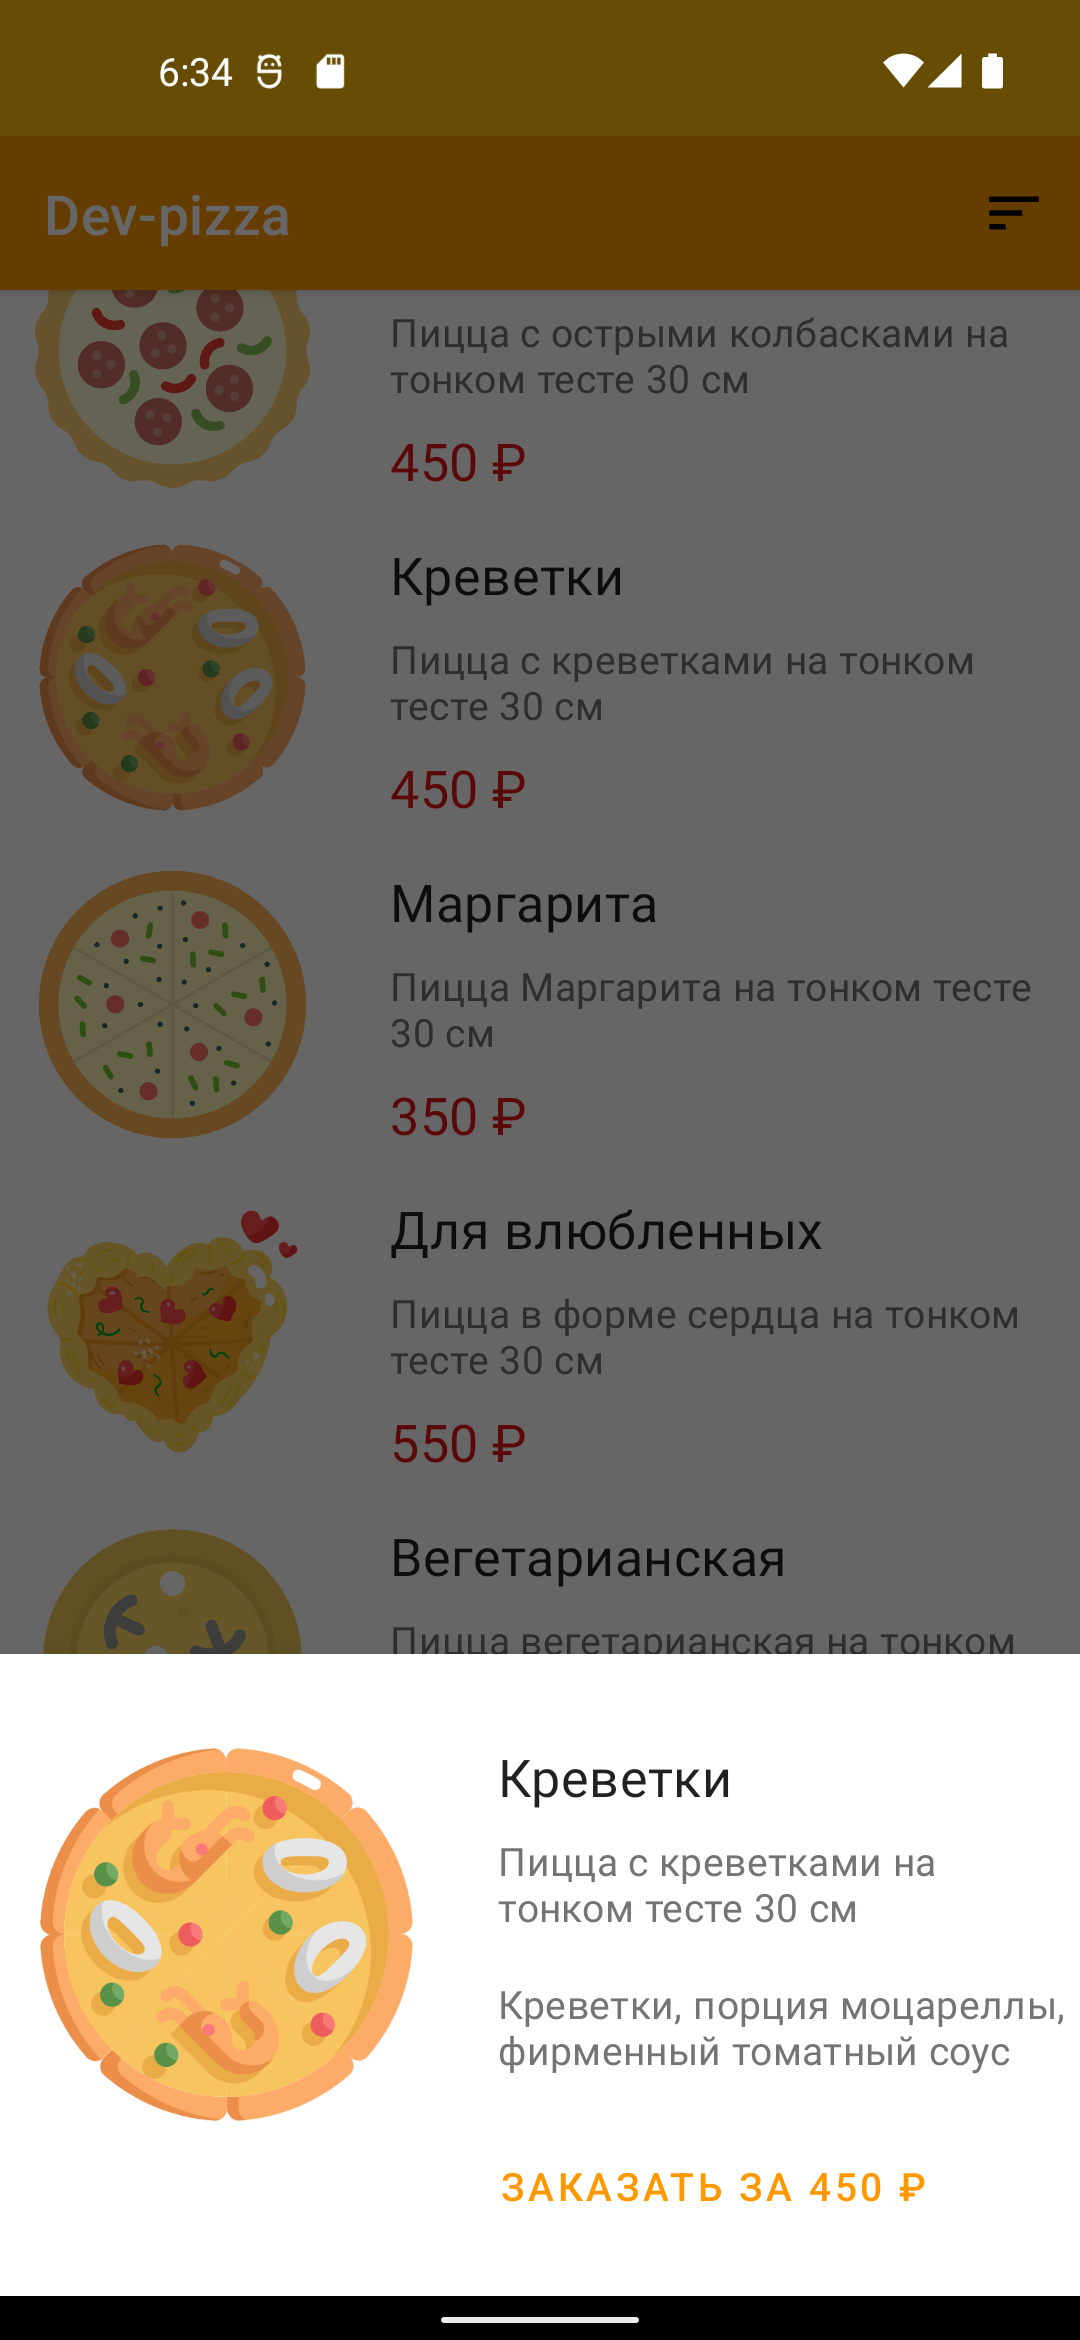 6:34
Dev-pizza
Пицца с острыми колбасками на
тонком тесте 30 см
450 ₽
Креветки
Пицца с креветками на тонком
тесте 30 см
450 ₽
Маргарита
Пицца Маргарита на тонком тесте
30 см
350 ₽
Для влюбленных
Пицца в форме сердца на тонком
тесте 30 см
550 ₽
Вегетарианская
Пицца вегетарианская на тонком
Креветки
Пицца с креветками на
тонком тесте 30 см
Креветки, порция моцареллы,
фирменный томатный соус
ЗАКАЗАТЬ ЗА 450 ₽